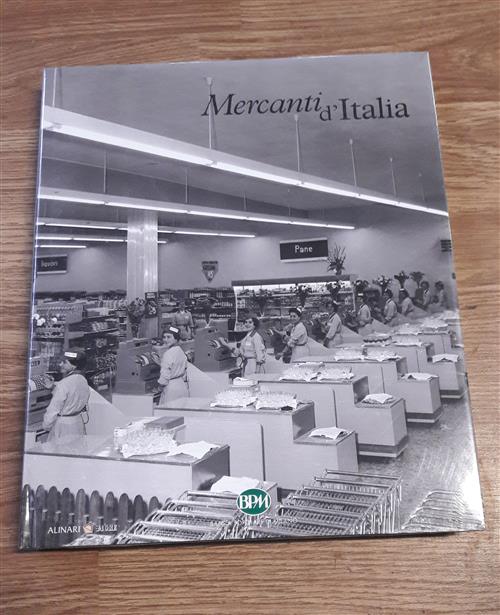 Mercanti d'Italia
Pane
liquori
BPM
ALINARI